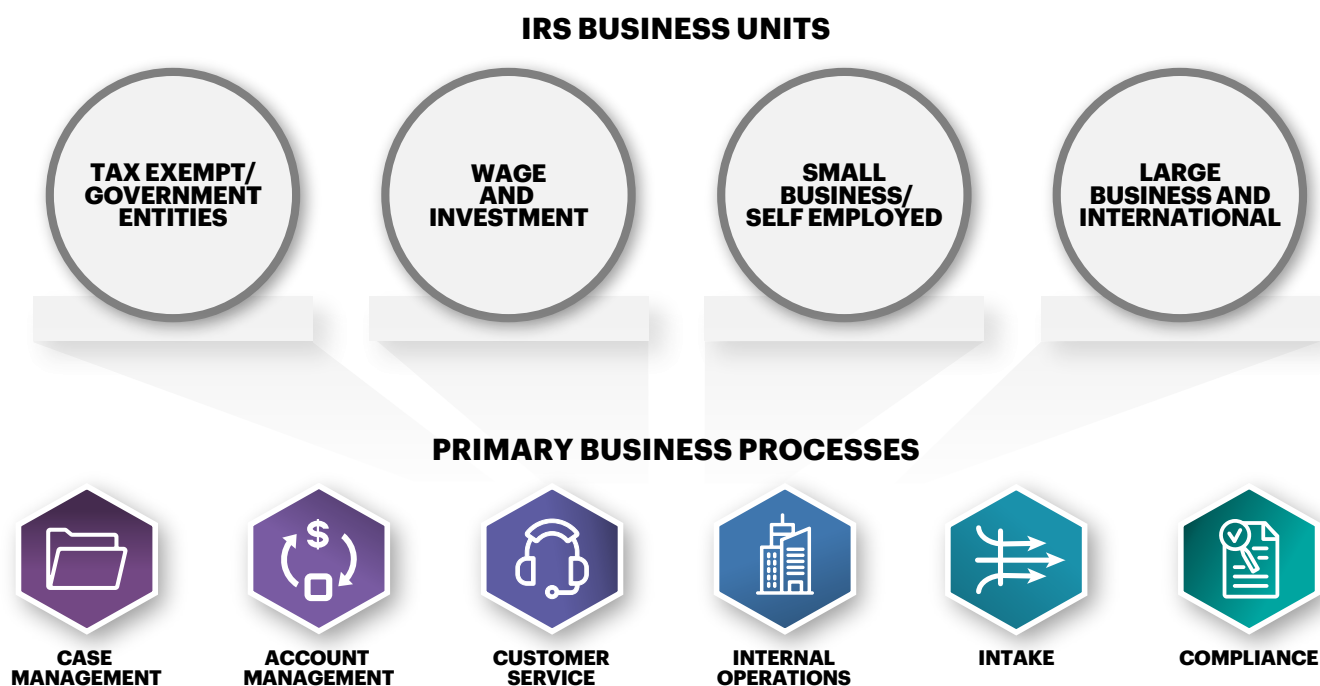 IRS BUSINESS UNITS
TAX EXEMPT/
GOVERNMENT
ENTITIES
WAGE
AND
INVESTMENT
SMALL
BUSINESS/
SELF EMPLOYED
LARGE
BUSINESS AND
INTERNATIONAL
PRIMARY BUSINESS PROCESSES
$
CASE
MANAGEMENT
ACCOUNT
MANAGEMENT
CUSTOMER
SERVICE
INTERNAL
OPERATIONS
INTAKE
COMPLIANCE